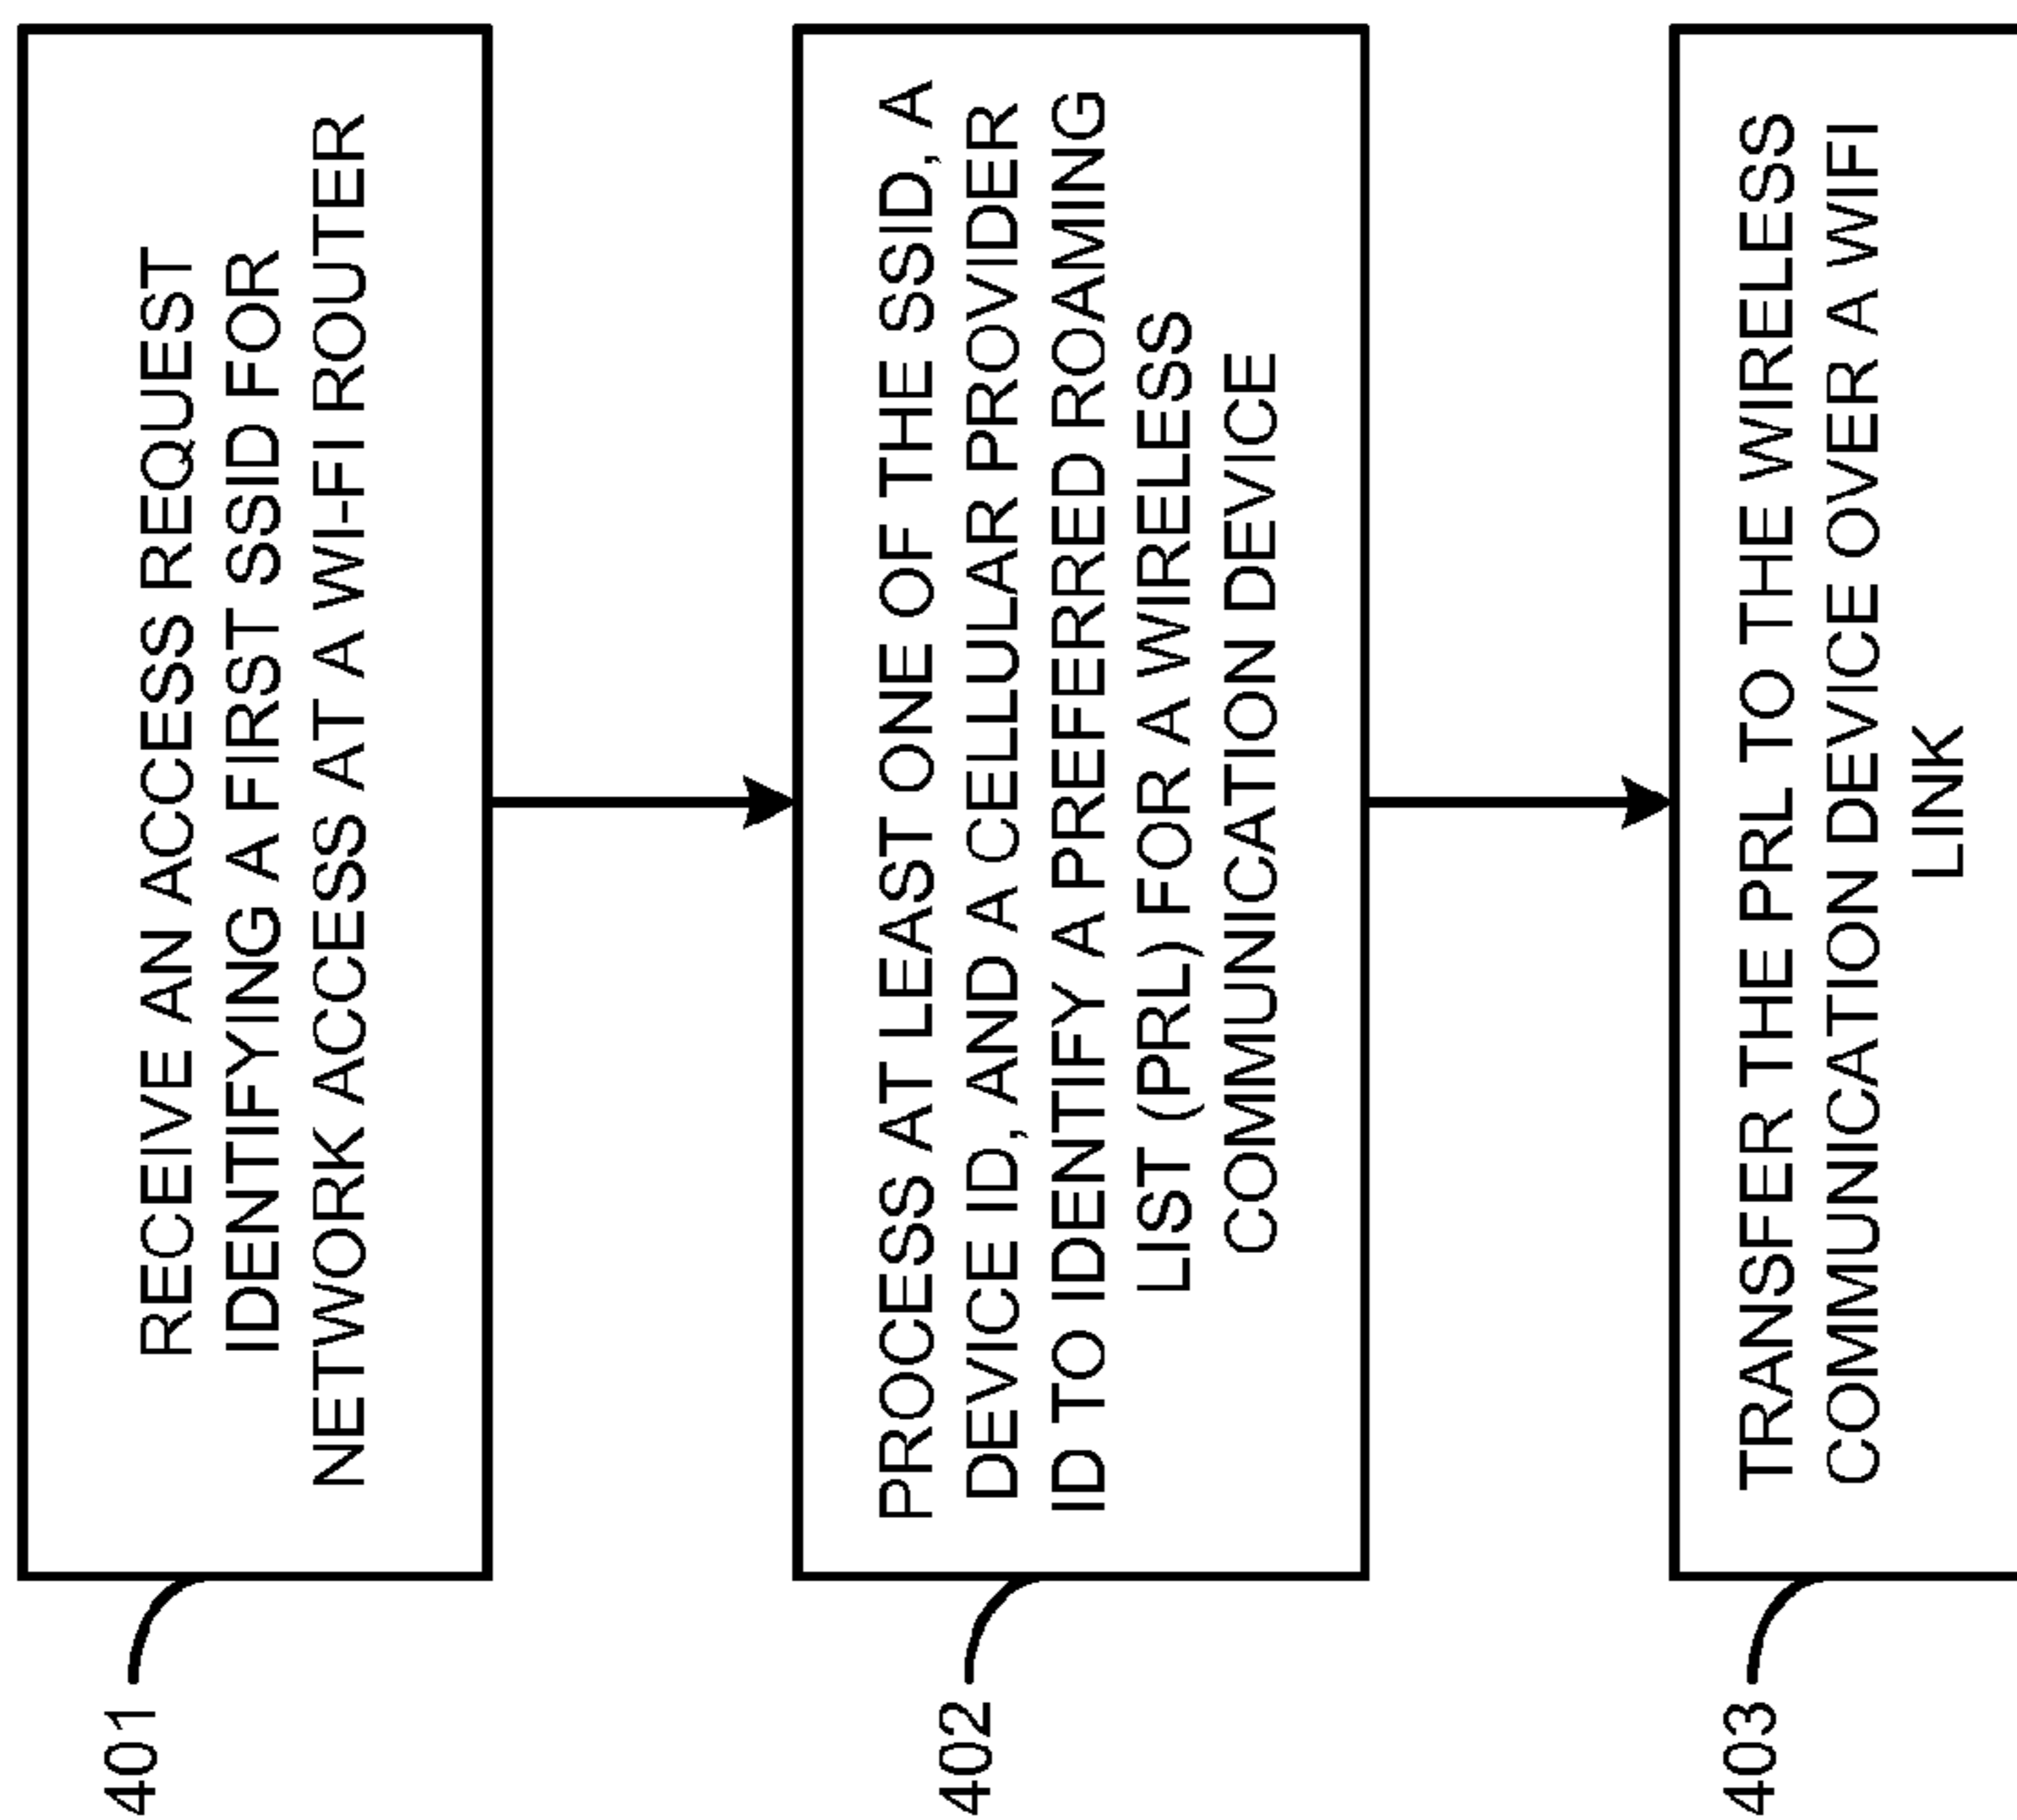 401
RECEIVE AN ACCESS REQUEST
IDENTIFYING A FIRST SSID FOR
NETWORK ACCESS AT A WI-FI ROUTER
402
PROCESS AT LEAST ONE OF THE SSID, A
DEVICE ID, AND A CELLULAR PROVIDER
ID TO IDENTIFY A PREFERRED ROAMING
LIST (PRL) FOR A WIRELESS
COMMUNICATION DEVICE
403
TRANSFER THE PRL TO THE WIRELESS
COMMUNICATION DEVICE OVER A WIFI
LINK